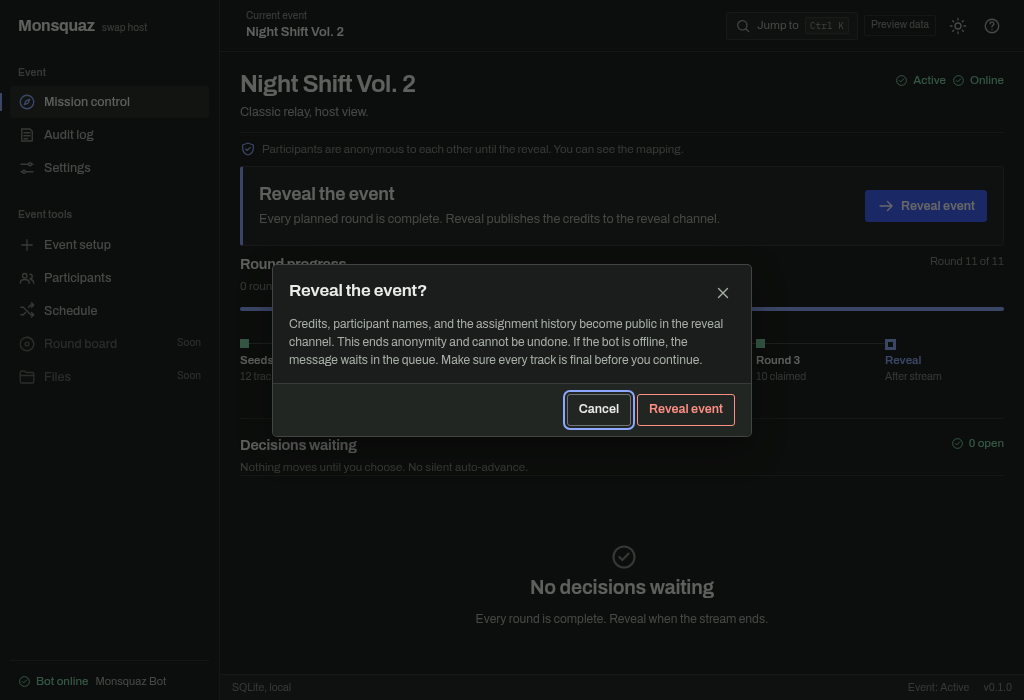 Monsquaz swap host
Current event
Night Shift Vol. 2
Jump to Ctrl K
Preview data
Event
Mission control
Audit log
Settings
Event tools
Event setup
Participants
Schedule
Round board Soon
Files Soon
Bot online Monsquaz Bot
Night Shift Vol. 2
Active Online
Classic relay, host view.
Participants are anonymous to each other until the reveal. You can see the mapping.
Reveal the event
Every planned round is complete. Reveal publishes the credits to the reveal channel.
Reveal event
Round progress
Round 11 of 11
0 roun
Seeds
12 trac
Round 3
10 claimed
Reveal
After stream
Reveal the event?
Credits, participant names, and the assignment history become public in the reveal
channel. This ends anonymity and cannot be undone. If the bot is offline, the
message waits in the queue. Make sure every track is final before you continue.
Cancel
Reveal event
Decisions waiting
0 open
Nothing moves until you choose. No silent auto-advance.
No decisions waiting
Every round is complete. Reveal when the stream ends.
SQLite, local
Event: Active v0.1.0